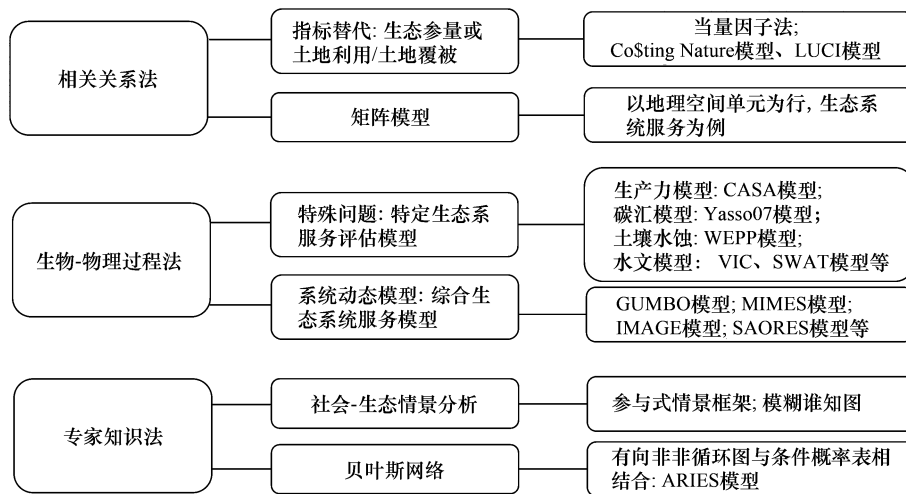 指标替代: 生态参量或
土地利用/土地覆被
当量因子法;
Co$ting Nature模型、LUCI模型
相关关系法
矩阵模型
以地理空间单元为行, 生态系
统服务为例
生产力模型: CASA模型;
碳汇模型: Yasso07模型;
土壤水蚀: WEPP模型;
水文模型: VIC、SWAT模型等
特殊问题: 特定生态系
服务评估模型
生物-物理过程法
系统动态模型: 综合生
态系统服务模型
GUMBO模型; MIMES模型;
IMAGE模型; SAORES模型等
社会-生态情景分析
参与式情景框架; 模糊谁知图
专家知识法
贝叶斯网络
有向非非循环图与条件概率表相
结合: ARIES模型